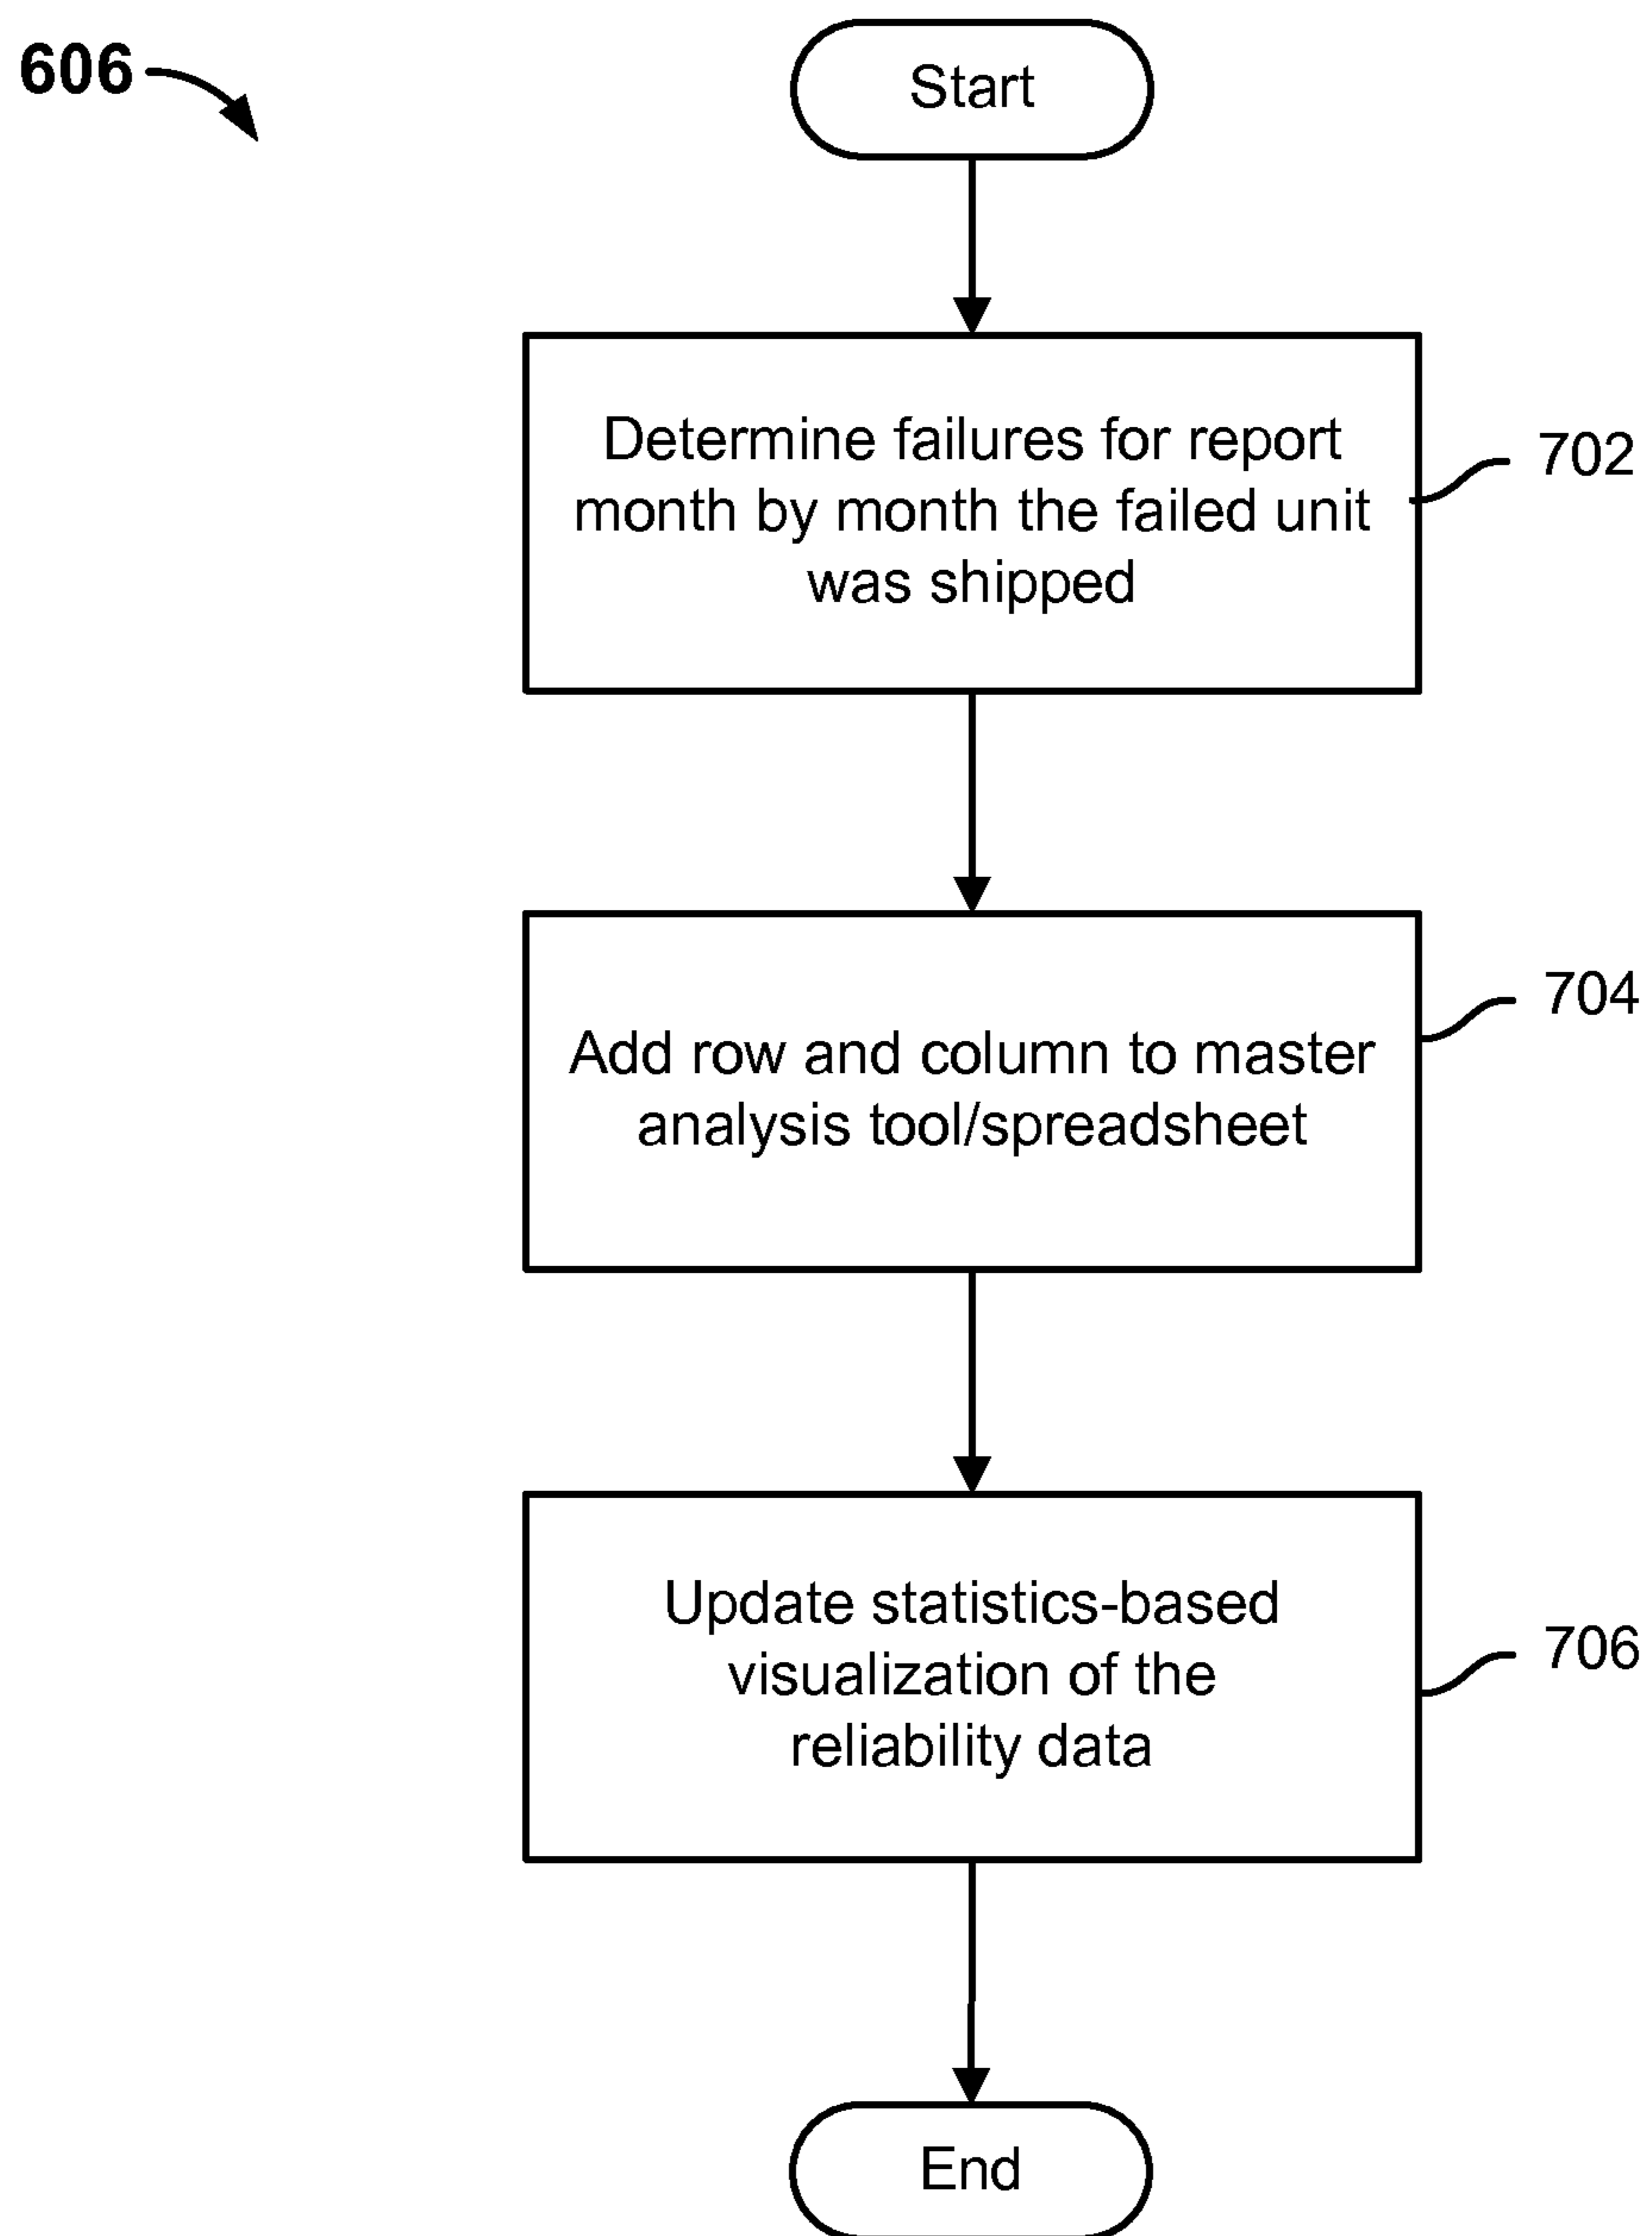 606
Start
Determine failures for report
month by month the failed unit
was shipped
702
Add row and column to master
analysis tool/spreadsheet
704
Update statistics-based
visualization of the
reliability data
706
End